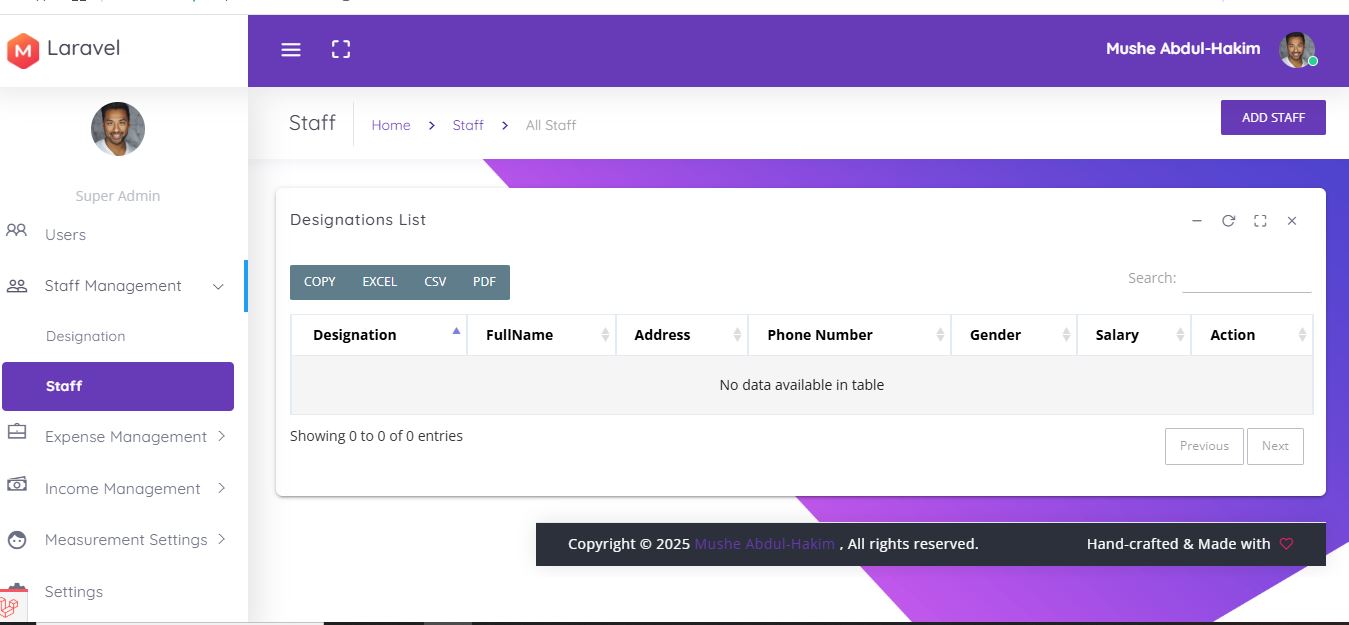 Laravel
Mushe Abdul-Hakim
Super Admin
Users
Staff Management
Designation
Staff
Expense Management
Income Management
Measurement Settings
Settings
Staff
Home > Staff > All Staff
ADD STAFF
Designations List
COPY EXCEL CSV PDF
Search:
Designation FullName Address Phone Number Gender Salary Action
No data available in table
Showing 0 to 0 of 0 entries
Previous Next
Copyright © 2025 Mushe Abdul-Hakim , All rights reserved.
Hand-crafted & Made with